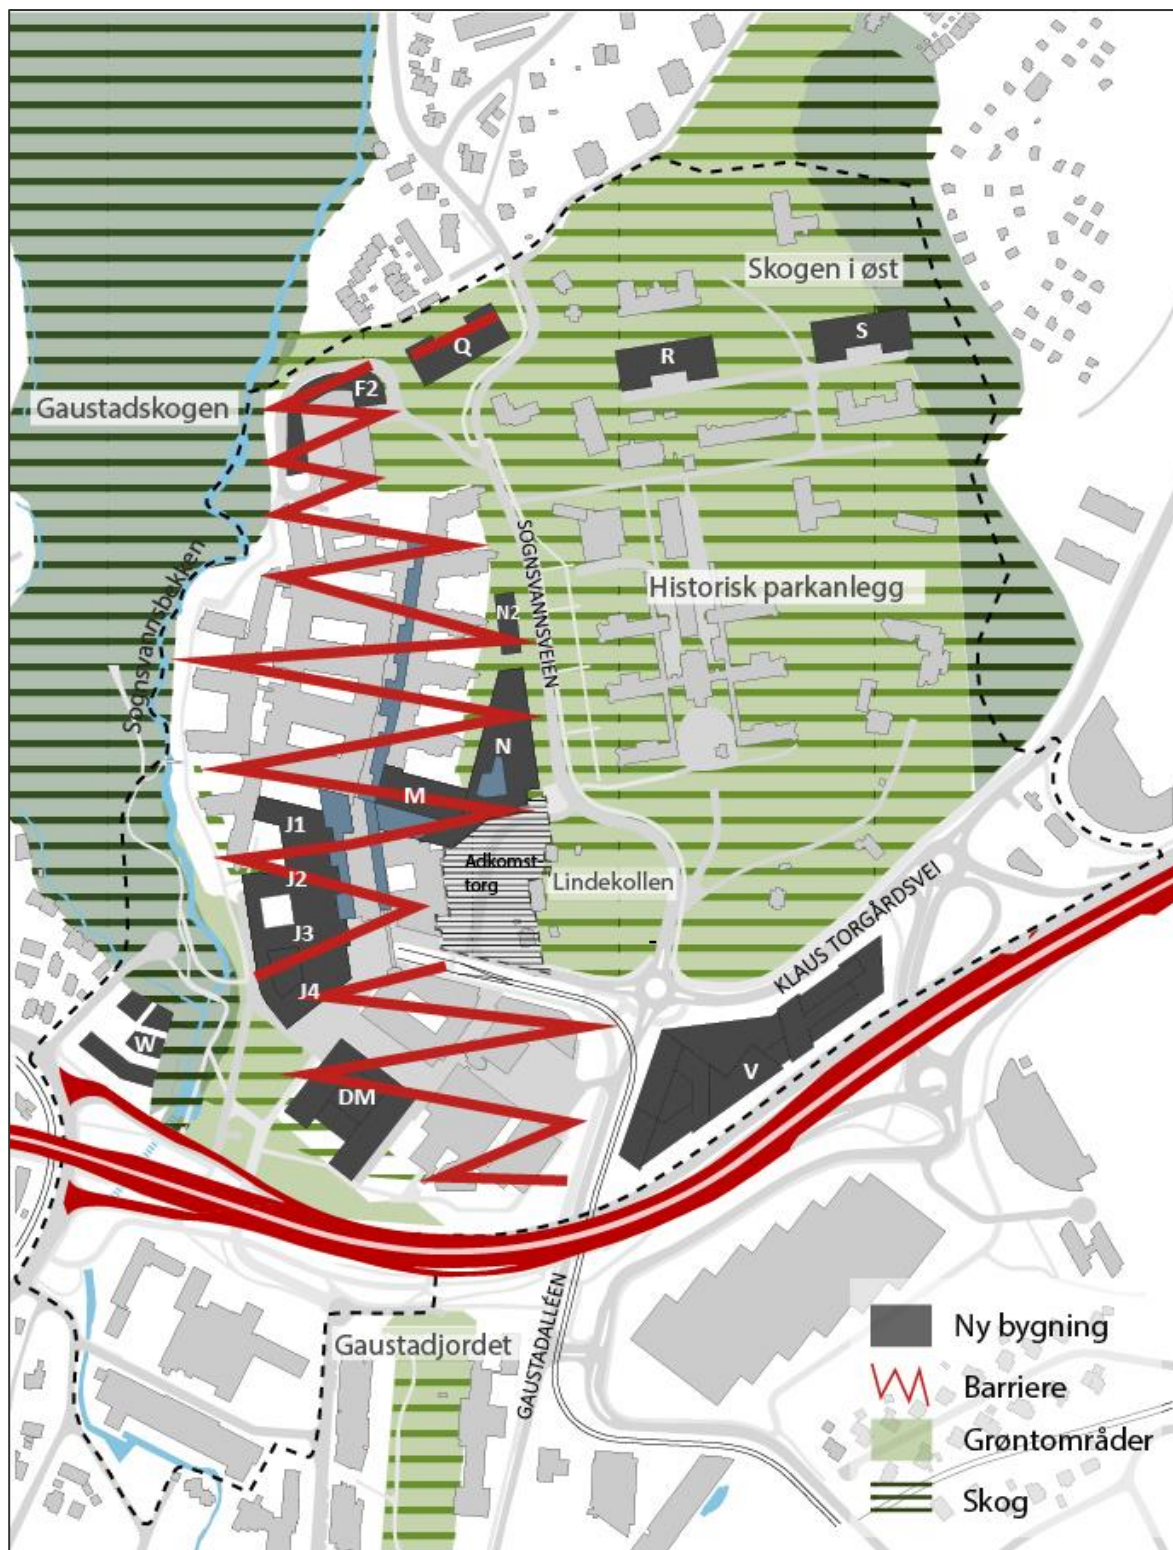 Skogen i øst
S
Q
R
F2
Gaustadskogen
SOGNSVANNSVEIEN
Sognsvannsbekken
Historisk parkanlegg
N2
N
M
J1
Adkomst-
torg
J2
Lindekollen
J3
KLAUS TORGÅRDSVEI
J4
W
V
DM
GAUSTADALLÉEN
Gaustadjordet
Ny bygning
Barriere
Grøntområder
Skog